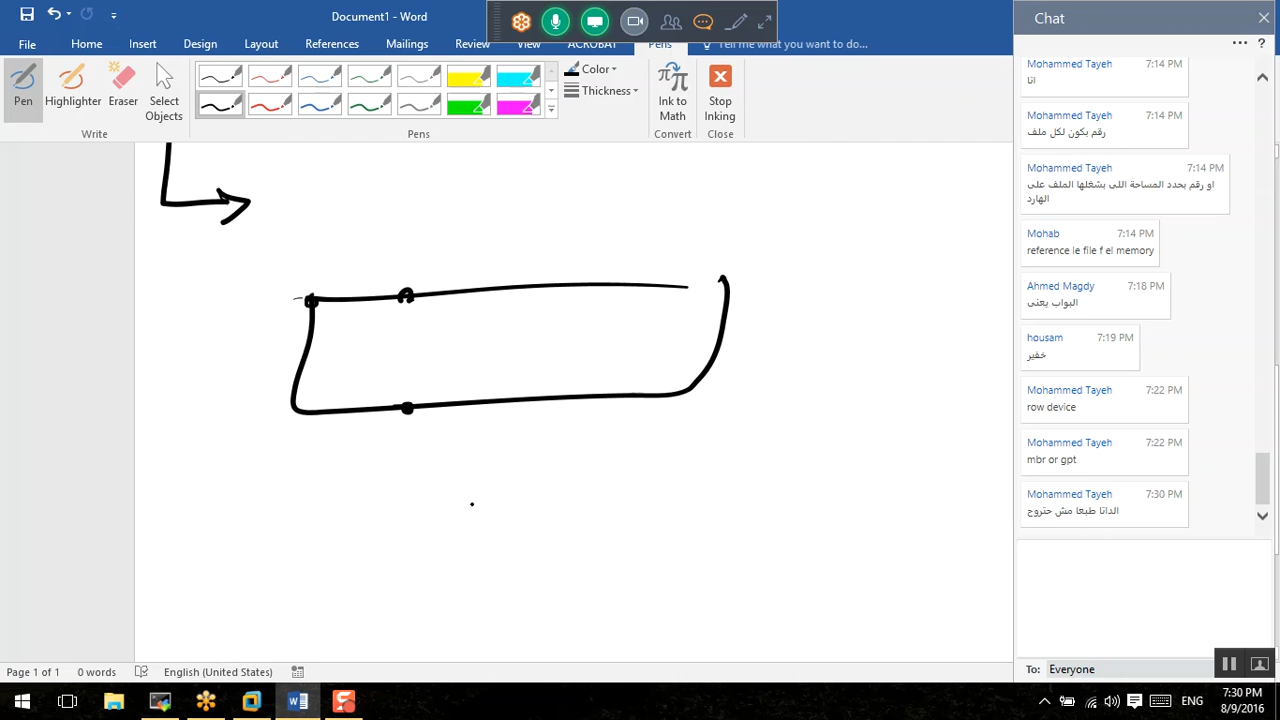 Document1 - Word
Chat
File
Home
Insert
Design
Layout
References
Mailings
Review
View
ACROBAT
Pens
Tell me what you want to do...
Pen
Highlighter
Eraser
Select
Objects
Color
Thickness
Ink to
Math
Stop
Inking
Write
Pens
Convert
Close
Mohammed Tayeh 7:14 PM
اتا
Mohammed Tayeh 7:14 PM
رقم بكون لكل ملف
Mohammed Tayeh 7:14 PM
او رقم بحدد المساحة اللى بشغلها الملف على
الهارد
Mohab 7:14 PM
reference le file f el memory
Ahmed Magdy 7:18 PM
البواب يعنى
housam 7:19 PM
خفير
Mohammed Tayeh 7:22 PM
row device
Mohammed Tayeh 7:22 PM
mbr or gpt
Mohammed Tayeh 7:30 PM
الداتا طبعا مش حتروح
To: Everyone
Page 1 of 1 0 words English (United States)
ENG
7:30 PM
8/9/2016